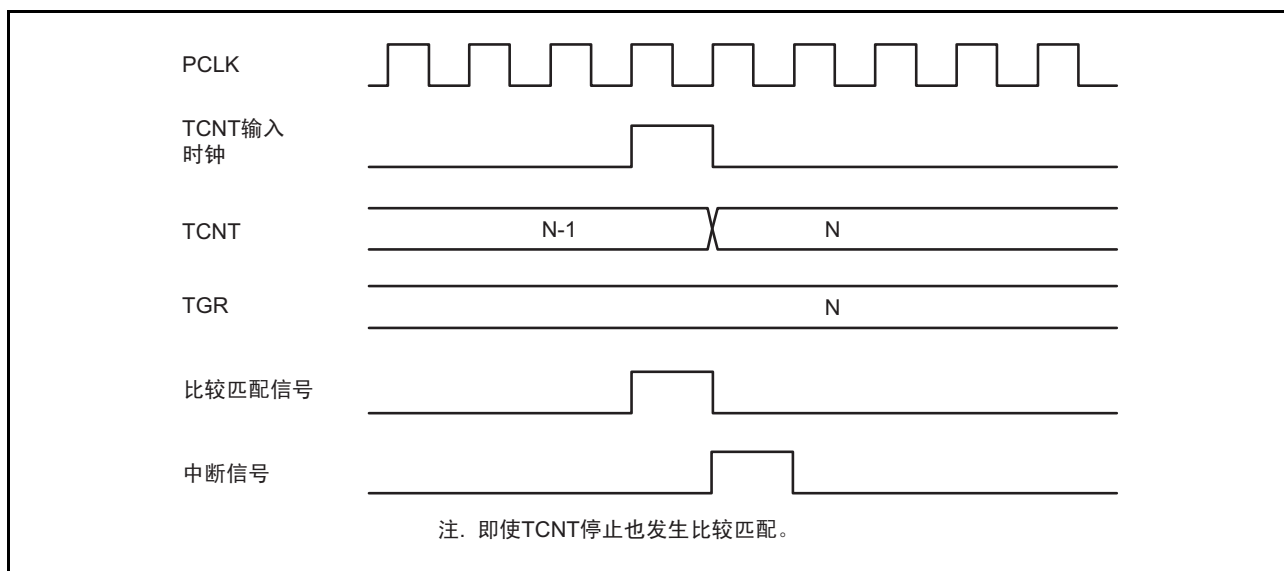 PCLK
TCNT输入
时钟
TCNT
N-1
N
TGR
N
比较匹配信号
中断信号
注. 即使TCNT停止也发生比较匹配。